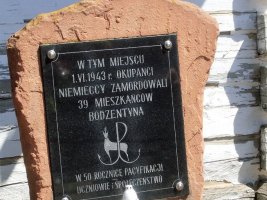 W TYM MIEJSCU
1.VI.1943 r. OKUPANCI
NIEMIECCY ZAMORDOWALI
39 MIESZKAŃCÓW
BODZENTYNA
W 50 ROCZNICĘ PACYFIKACJI
UCZNIOWIE I SPOŁECZEŃSTWO